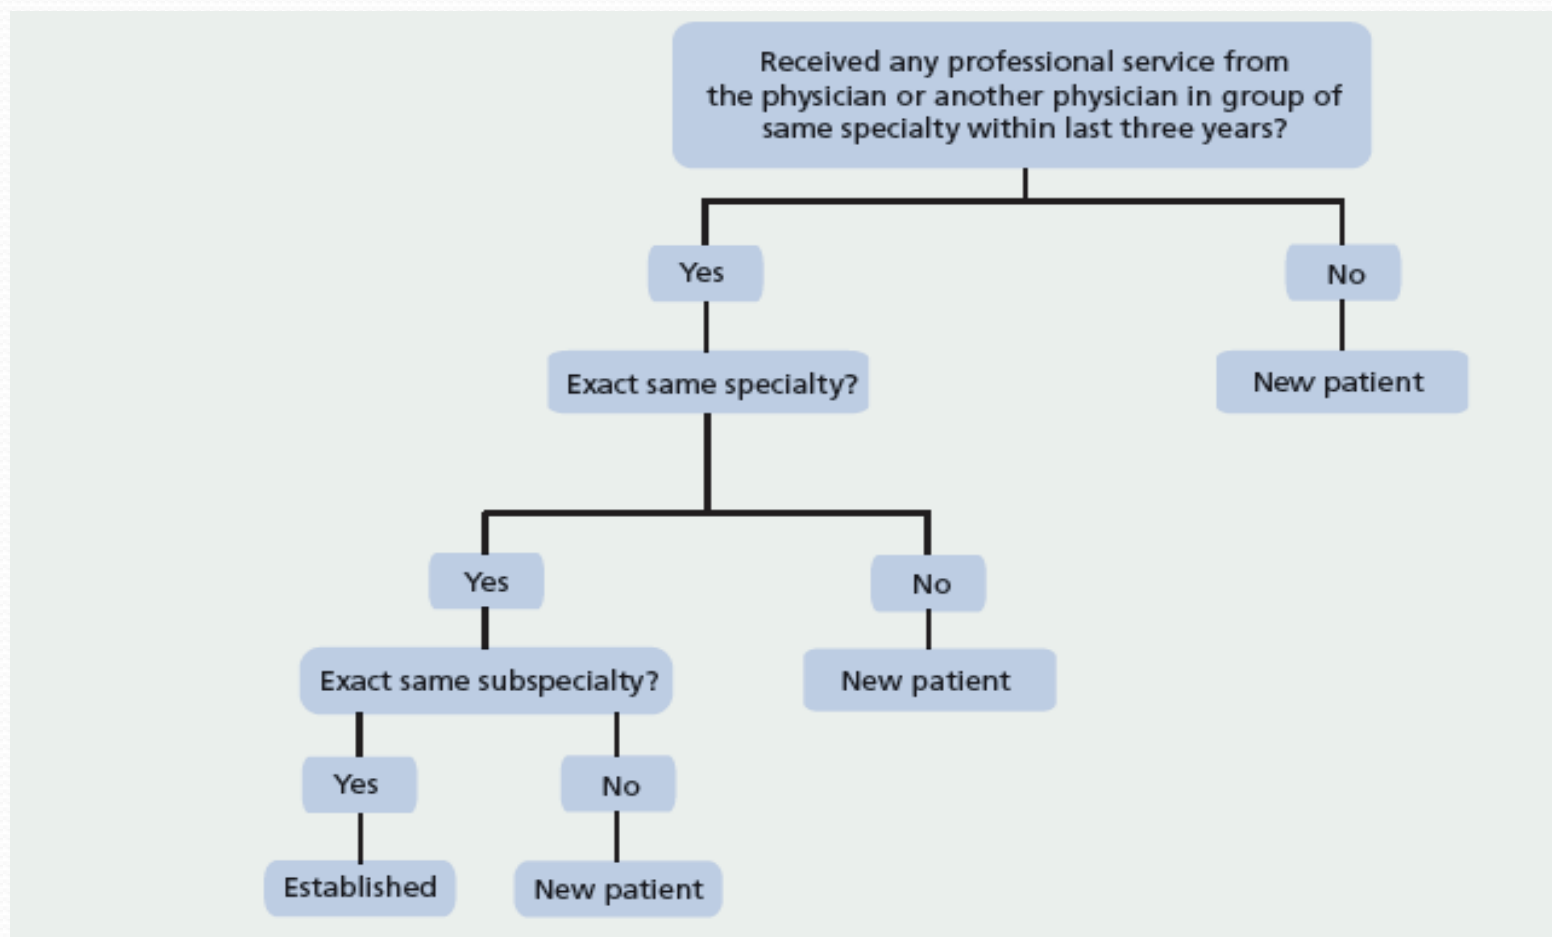 Received any professional service from
the physician or another physician in group of
same specialty within last three years?
Yes
No
Exact same specialty?
New patient
Yes
No
Exact same subspecialty?
New patient
Yes
No
Established
New patient